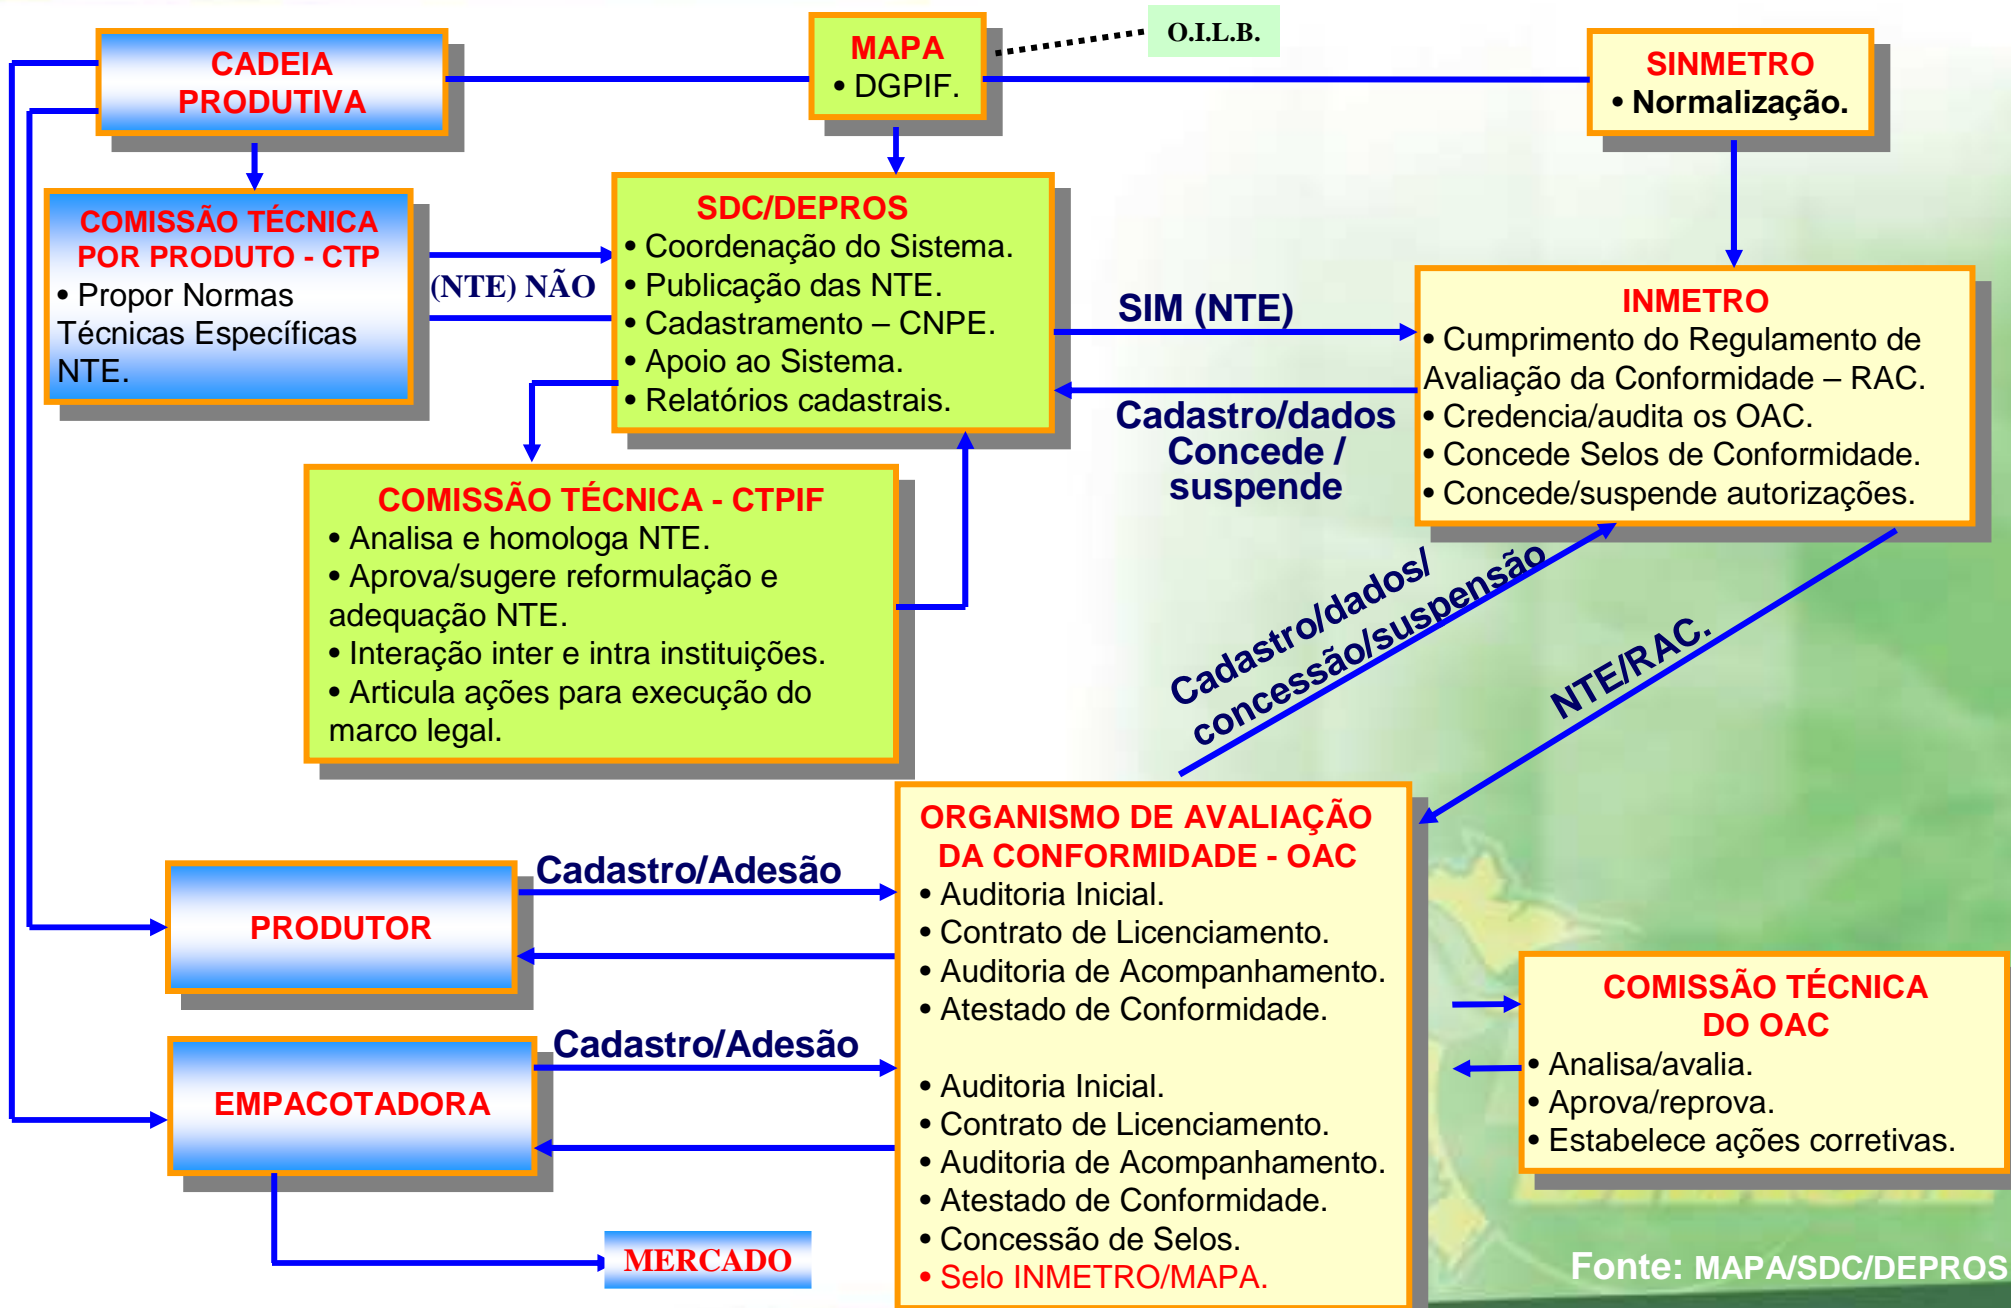 CADEIA
PRODUTIVA
MAPA
• DGPIF.
O.I.L.B.
SINMETRO
• Normalização.
COMISSÃO TÉCNICA
POR PRODUTO - CTP
• Propor Normas
Técnicas Específicas
NTE.
(NTE) NÃO
SDC/DEPROS
• Coordenação do Sistema.
• Publicação das NTE.
• Cadastramento – CNPE.
• Apoio ao Sistema.
• Relatórios cadastrais.
SIM (NTE)
Cadastro/dados
Concede /
suspende
INMETRO
• Cumprimento do Regulamento de
Avaliação da Conformidade – RAC.
• Credencia/audita os OAC.
• Concede Selos de Conformidade.
• Concede/suspende autorizações.
COMISSÃO TÉCNICA - CTPIF
• Analisa e homologa NTE.
• Aprova/sugere reformulação e
adequação NTE.
• Interação inter e intra instituições.
• Articula ações para execução do
marco legal.
Cadastro/dados/
concessão/suspensão
NTE/RAC.
PRODUTOR
Cadastro/Adesão
EMPACOTADORA
Cadastro/Adesão
MERCADO
ORGANISMO DE AVALIAÇÃO
DA CONFORMIDADE - OAC
• Auditoria Inicial.
• Contrato de Licenciamento.
• Auditoria de Acompanhamento.
• Atestado de Conformidade.
• Auditoria Inicial.
• Contrato de Licenciamento.
• Auditoria de Acompanhamento.
• Atestado de Conformidade.
• Concessão de Selos.
• Selo INMETRO/MAPA.
COMISSÃO TÉCNICA
DO OAC
• Analisa/avalia.
• Aprova/reprova.
• Estabelece ações corretivas.
Fonte: MAPA/SDC/DEPROS